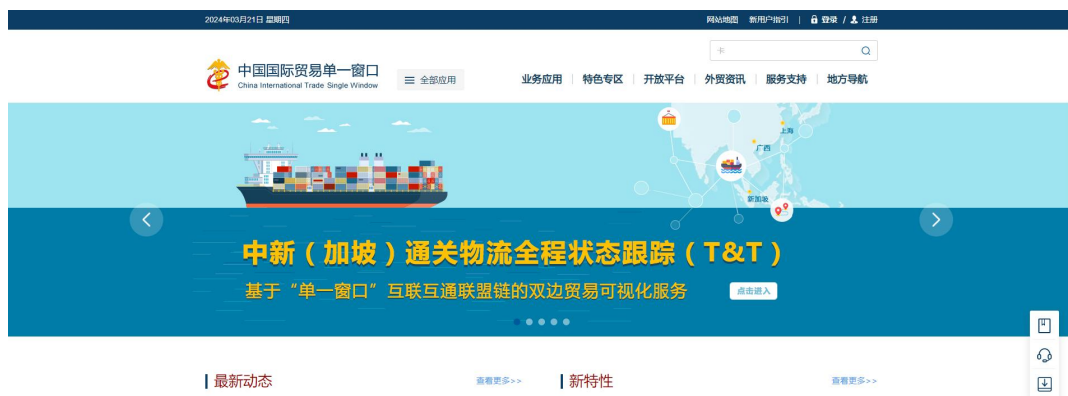 2024年03月21日 星期四
网站地图 新用户指引 | 登录 / 注册
卡
中国国际贸易单一窗口
China International Trade Single Window
全部应用
业务应用 特色专区 开放平台 外贸资讯 服务支持 地方导航
上海
广西
新加坡
中新（加坡）通关物流全程状态跟踪（T&T）
基于“单一窗口”互联互通联盟链的双边贸易可视化服务 点击进入
最新动态 查看更多>> 新特性 查看更多>>